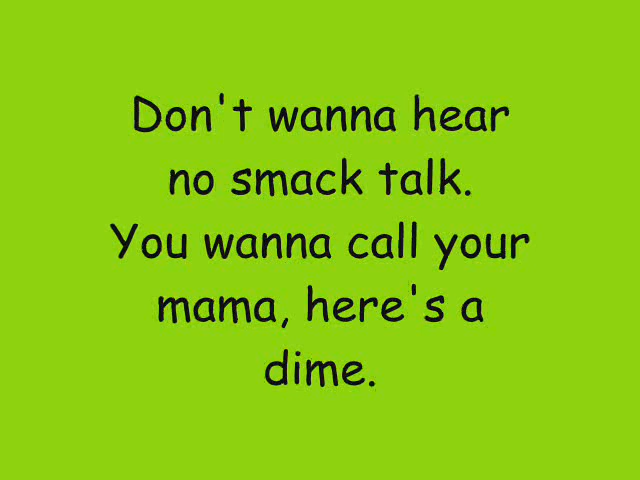 Don't wanna hear
no smack talk.
You wanna call your
mama, here's a
dime.